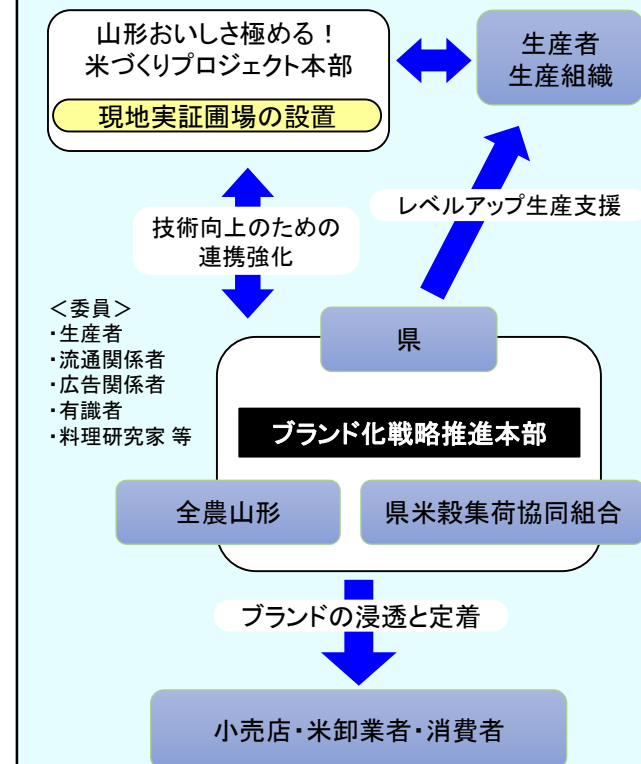 山形おいしさ極める！
米づくりプロジェクト本部
現地実証圃場の設置
生産者
生産組織
レベルアップ生産支援
技術向上のための
連携強化
＜委員＞
・生産者
・流通関係者
・広告関係者
・有識者
・料理研究家 等
県
ブランド化戦略推進本部
全農山形
県米穀集荷協同組合
ブランドの浸透と定着
小売店・米卸業者・消費者